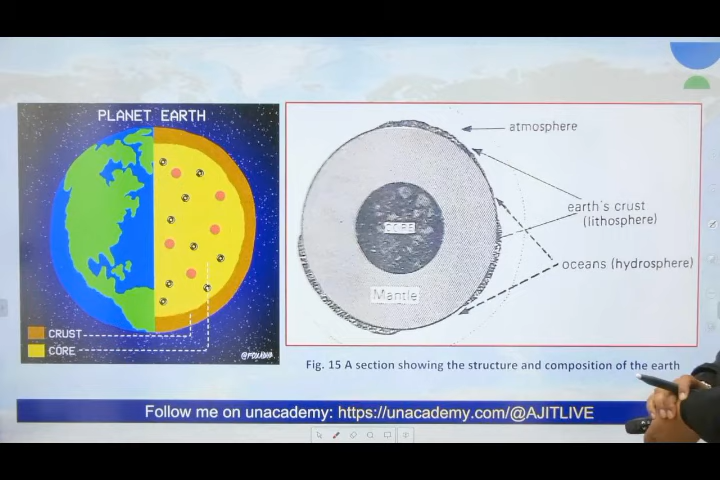 PLANET EARTH
CRUST
CORE
atmosphere
earth's crust
(lithosphere)
oceans (hydrosphere)
CORE
Mantle
Fig. 15 A section showing the structure and composition of the earth
Follow me on unacademy: https://unacademy.com/@AJITLIVE